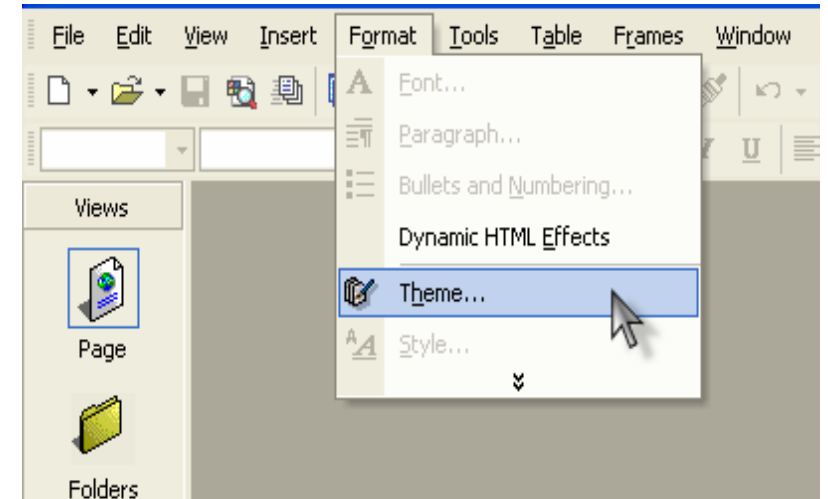 File Edit View Insert Format Tools Table Frames Window
Font...
Paragraph...
U
Bullets and Numbering...
Views
Dynamic HTML Effects
Theme...
Page
Style...
Folders